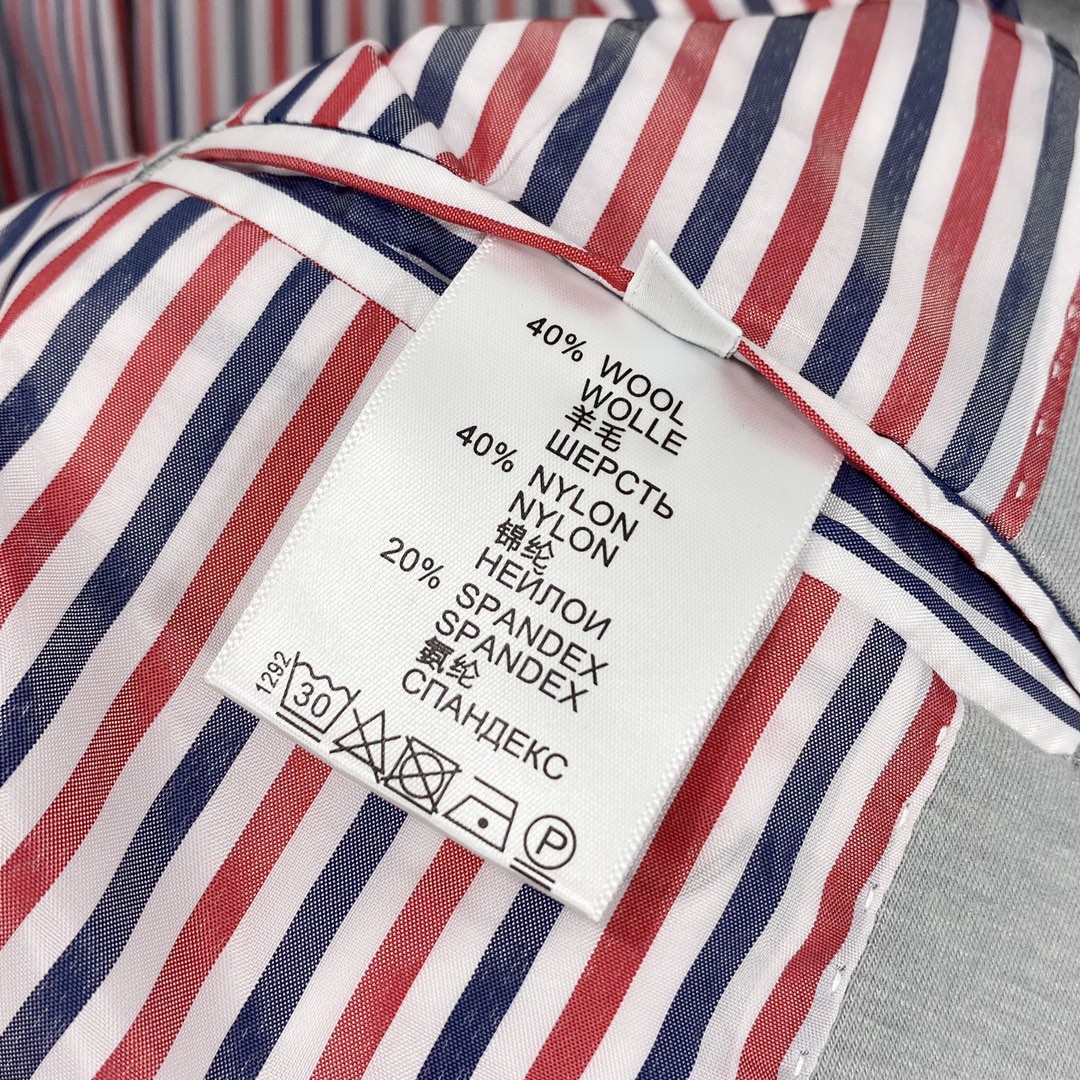 40% WOOL
WOLLE
羊毛
ШЕРСТЬ
40% NYLON
NYLON
锦纶
НЕЙЛОИ
20% SPANDEX
SPANDEX
氨纶
СПАНДЕКС
1292
30
P